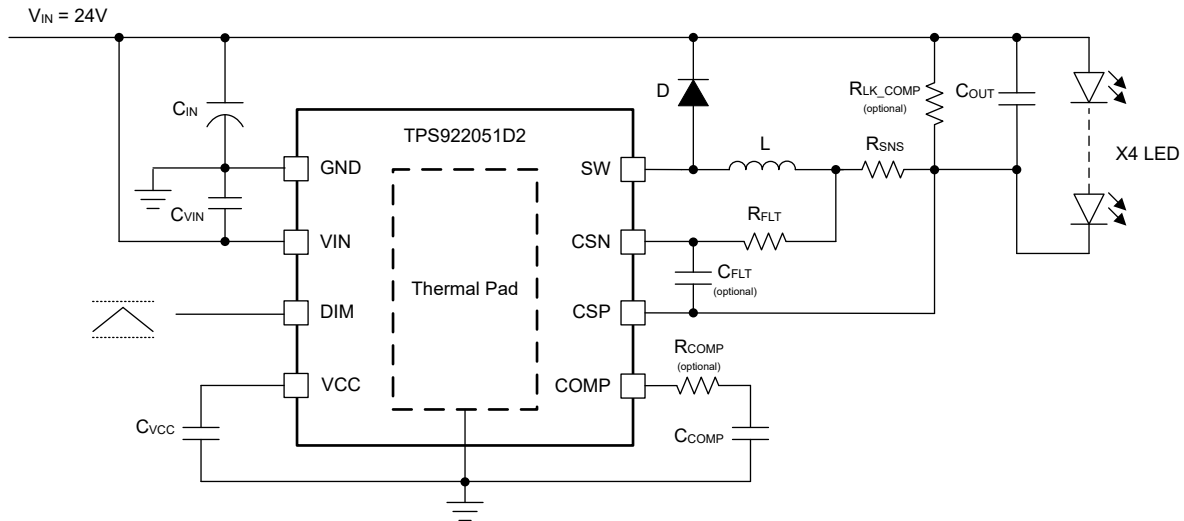 VIN = 24V
CIN
D
RLK_COMP
(optional)
COUT
TPS922051D2
L
RSNS
X4 LED
GND
SW
CVIN
RFLT
VIN
CSN
CFLT
(optional)
Thermal Pad
DIM
CSP
RCOMP
(optional)
VCC
COMP
CVCC
CCOMP